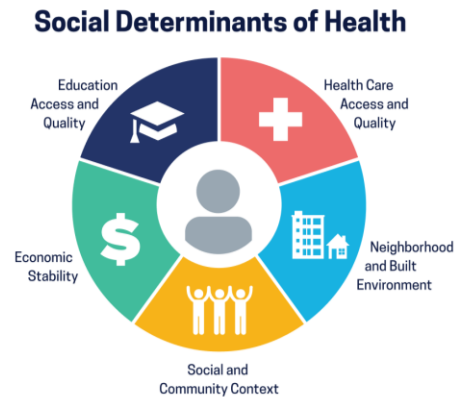 Social Determinants of Health
Education
Access and
Quality
Health Care
Access and
Quality
Economic
Stability
$
Neighborhood
and Built
Environment
Social and
Community Context